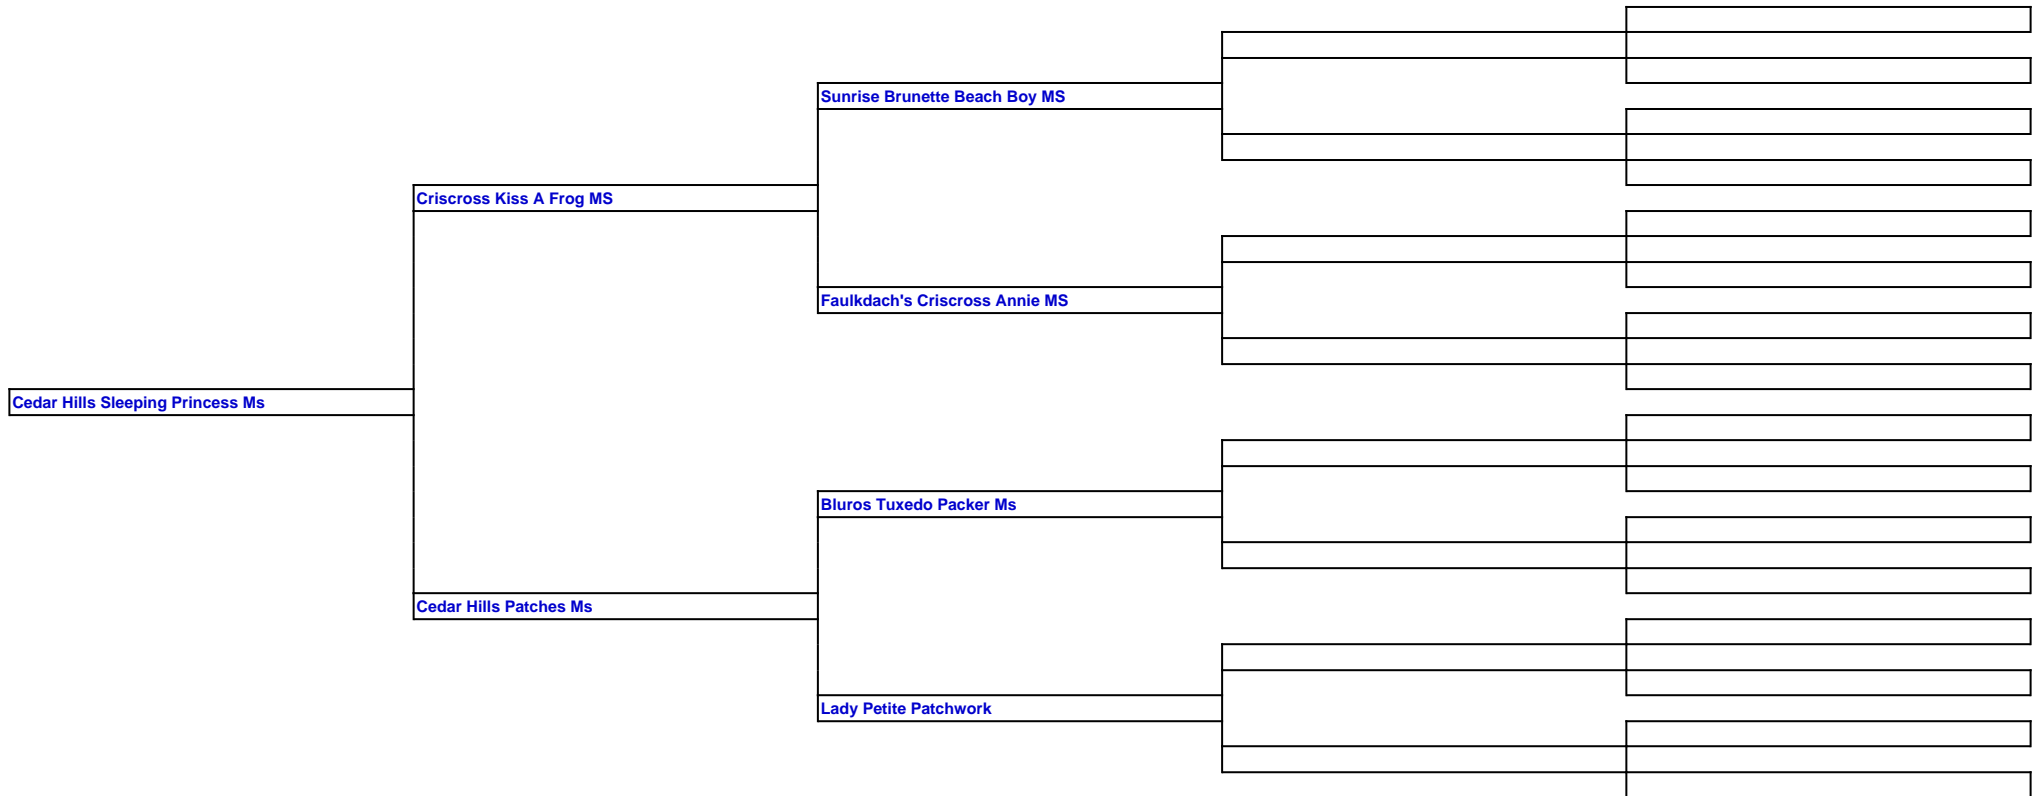 Sunrise Brunette Beach Boy MS
Criscross Kiss A Frog MS
Faulkdach's Criscross Annie MS
Cedar Hills Sleeping Princess Ms
Bluros Tuxedo Packer Ms
Cedar Hills Patches Ms
Lady Petite Patchwork